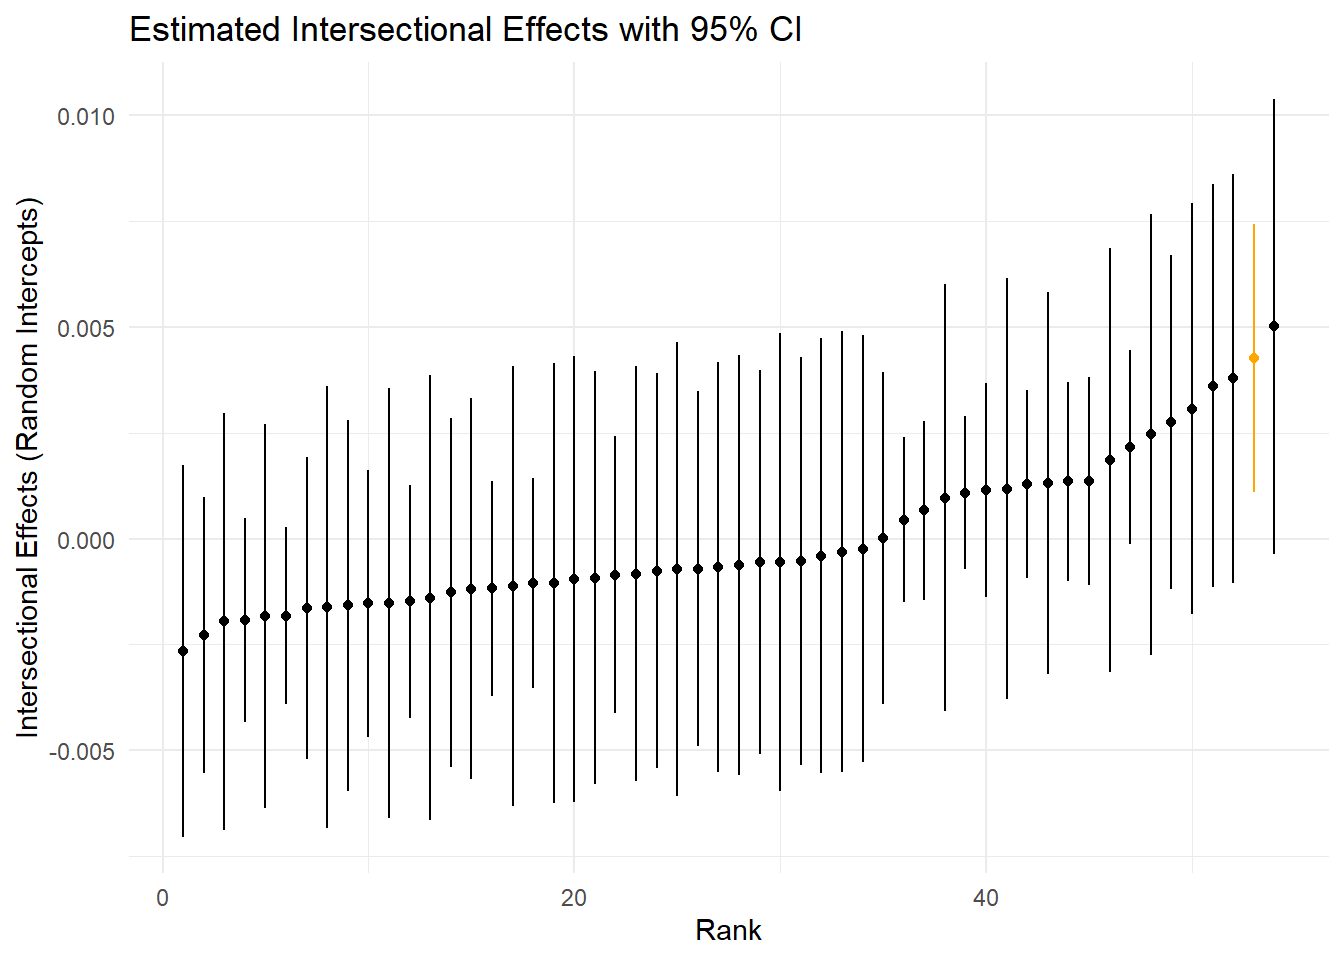 Estimated Intersectional Effects with 95% CI
Intersectional Effects (Random Intercepts)
0.010
0.005
0.000
-0.005
0
20
40
Rank